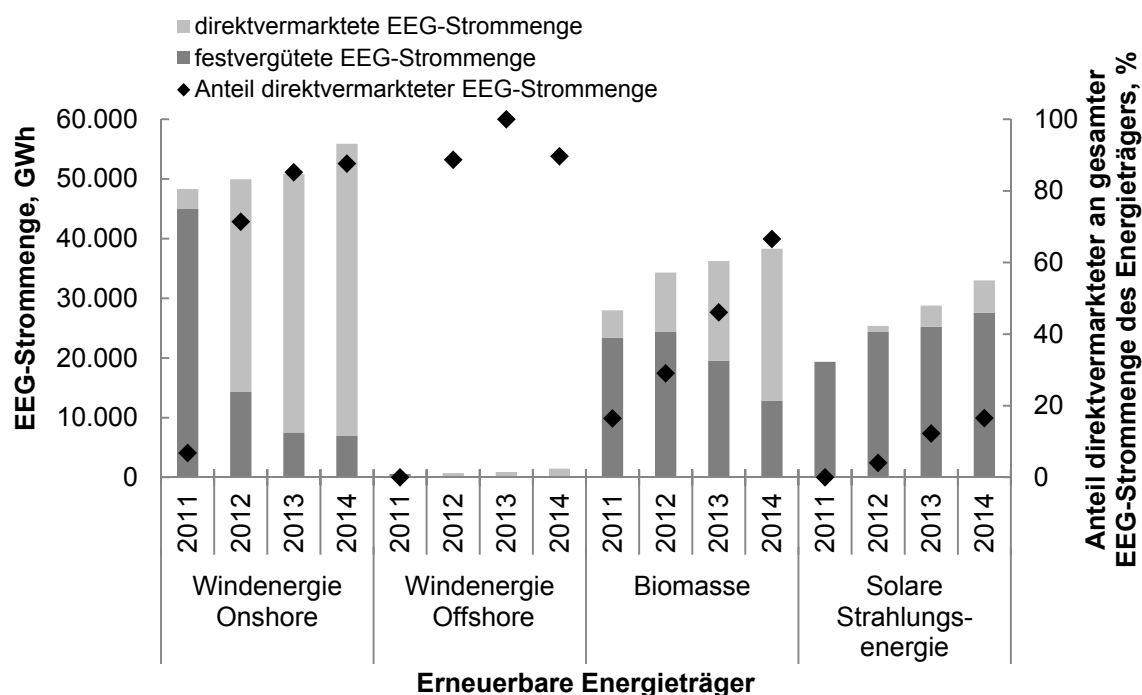 direktvermarktete EEG-Strommenge
festvergütete EEG-Strommenge
Anteil direktvermarkteter EEG-Strommenge
EEG-Strommenge, GWh
60.000
50.000
40.000
30.000
20.000
10.000
0
100
80
60
40
20
0
Anteil direktvermarkteter an gesamter
EEG-Strommenge des Energieträgers, %
2011
2012
2013
2014
2011
2012
2013
2014
2011
2012
2013
2014
2011
2012
2013
2014
Windenergie
Onshore
Windenergie
Offshore
Biomasse
Solare
Strahlungs-
energie
Erneuerbare Energieträger